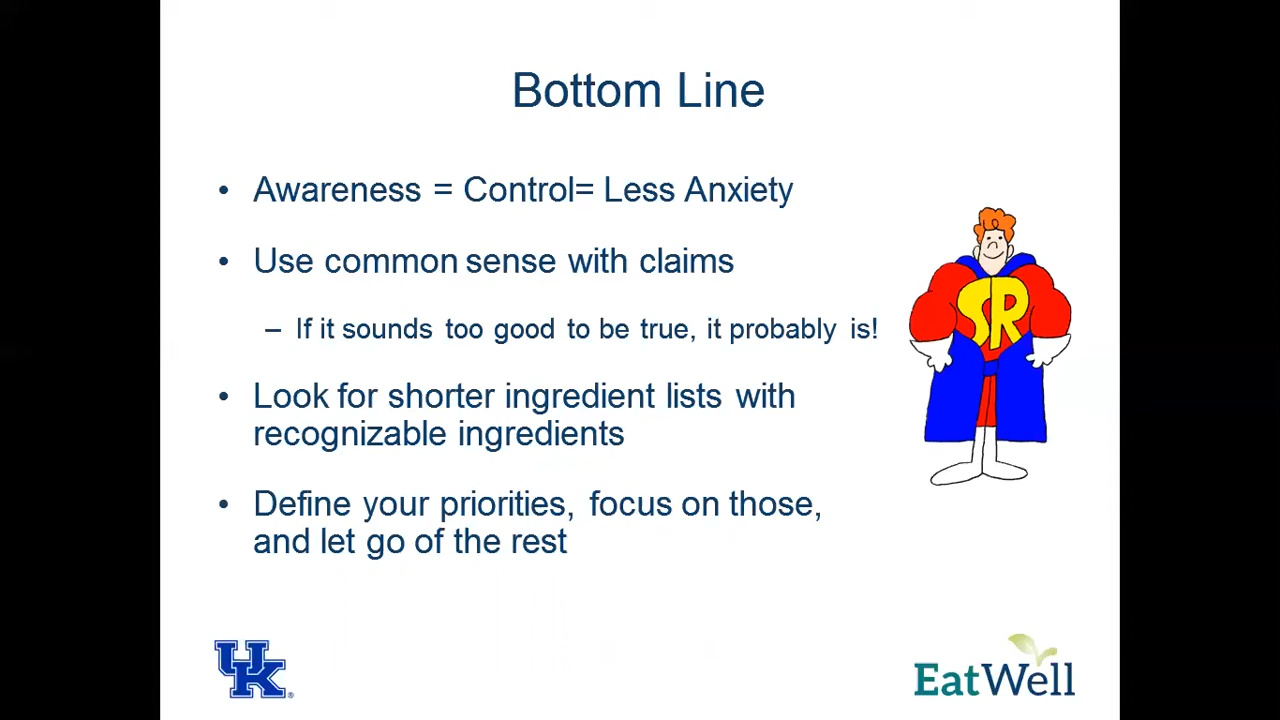 Bottom Line
• Awareness = Control= Less Anxiety
• Use common sense with claims
– If it sounds too good to be true, it probably is!
• Look for shorter ingredient lists with
recognizable ingredients
• Define your priorities, focus on those,
and let go of the rest
SR
UK®
EatWell